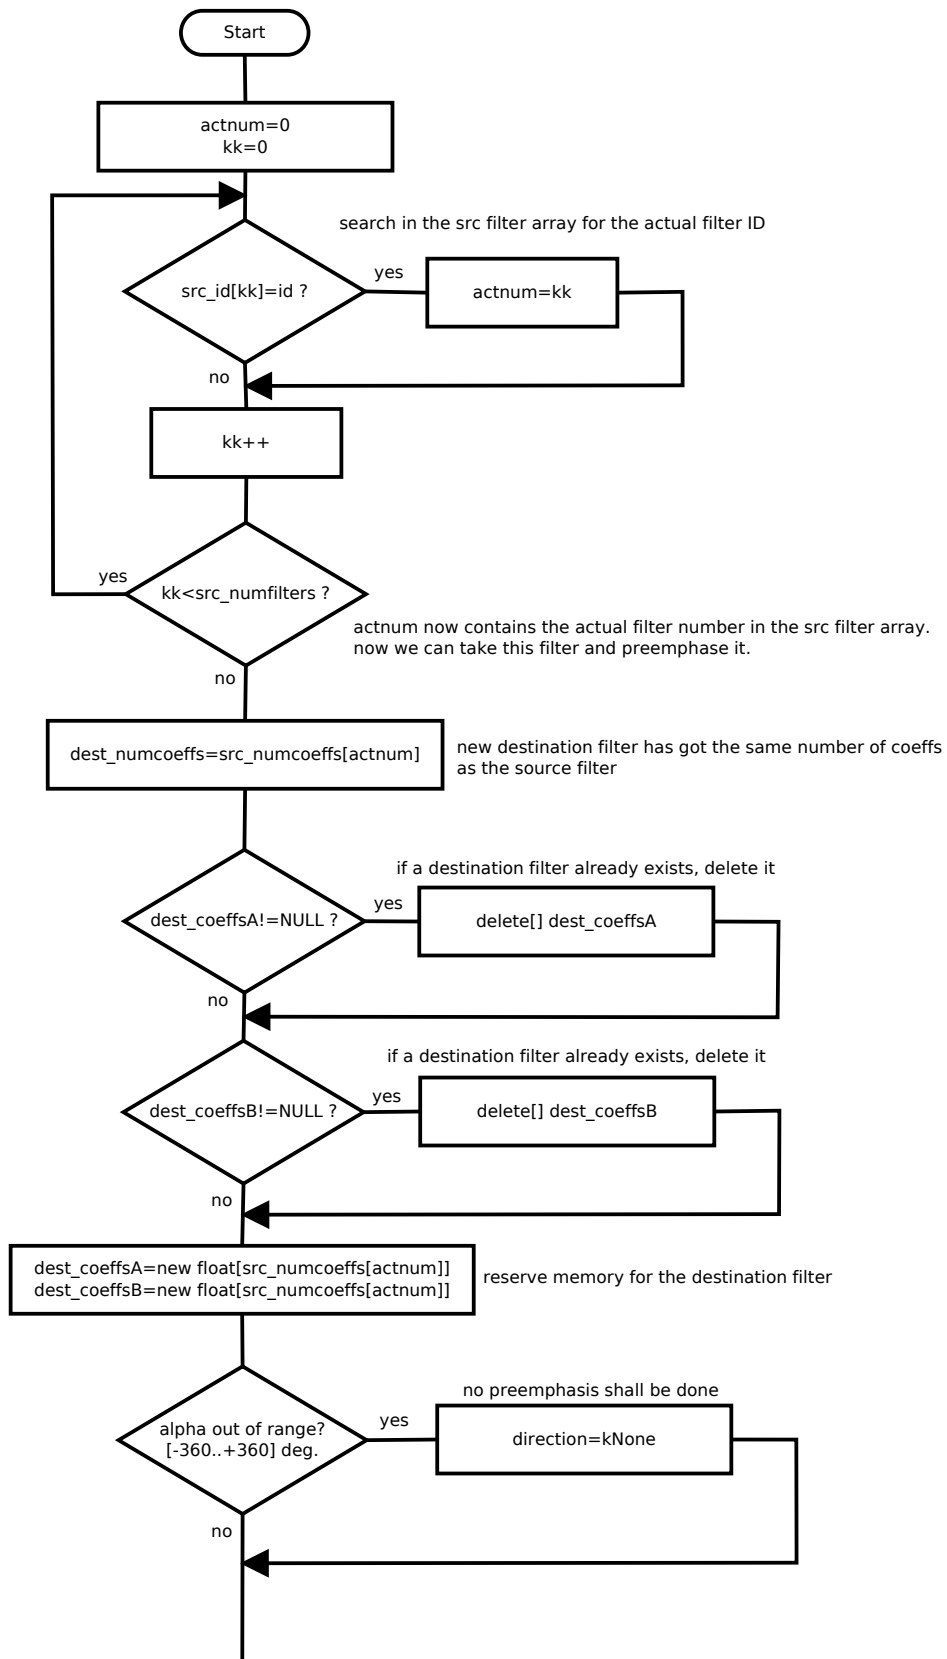 Start
actnum=0
kk=0
search in the src filter array for the actual filter ID
src_id[kk]=id ?
yes
actnum=kk
no
kk++
yes
kk<src_numfilters ?
actnum now contains the actual filter number in the src filter array.
now we can take this filter and preemphase it.
no
dest_numcoeffs=src_numcoeffs[actnum]
new destination filter has got the same number of coeffs
as the source filter
if a destination filter already exists, delete it
dest_coeffsA!=NULL ?
yes
delete[] dest_coeffsA
no
if a destination filter already exists, delete it
dest_coeffsB!=NULL ?
yes
delete[] dest_coeffsB
no
dest_coeffsA=new float[src_numcoeffs[actnum]]
dest_coeffsB=new float[src_numcoeffs[actnum]]
reserve memory for the destination filter
no preemphasis shall be done
alpha out of range?
[-360..+360] deg.
yes
direction=kNone
no